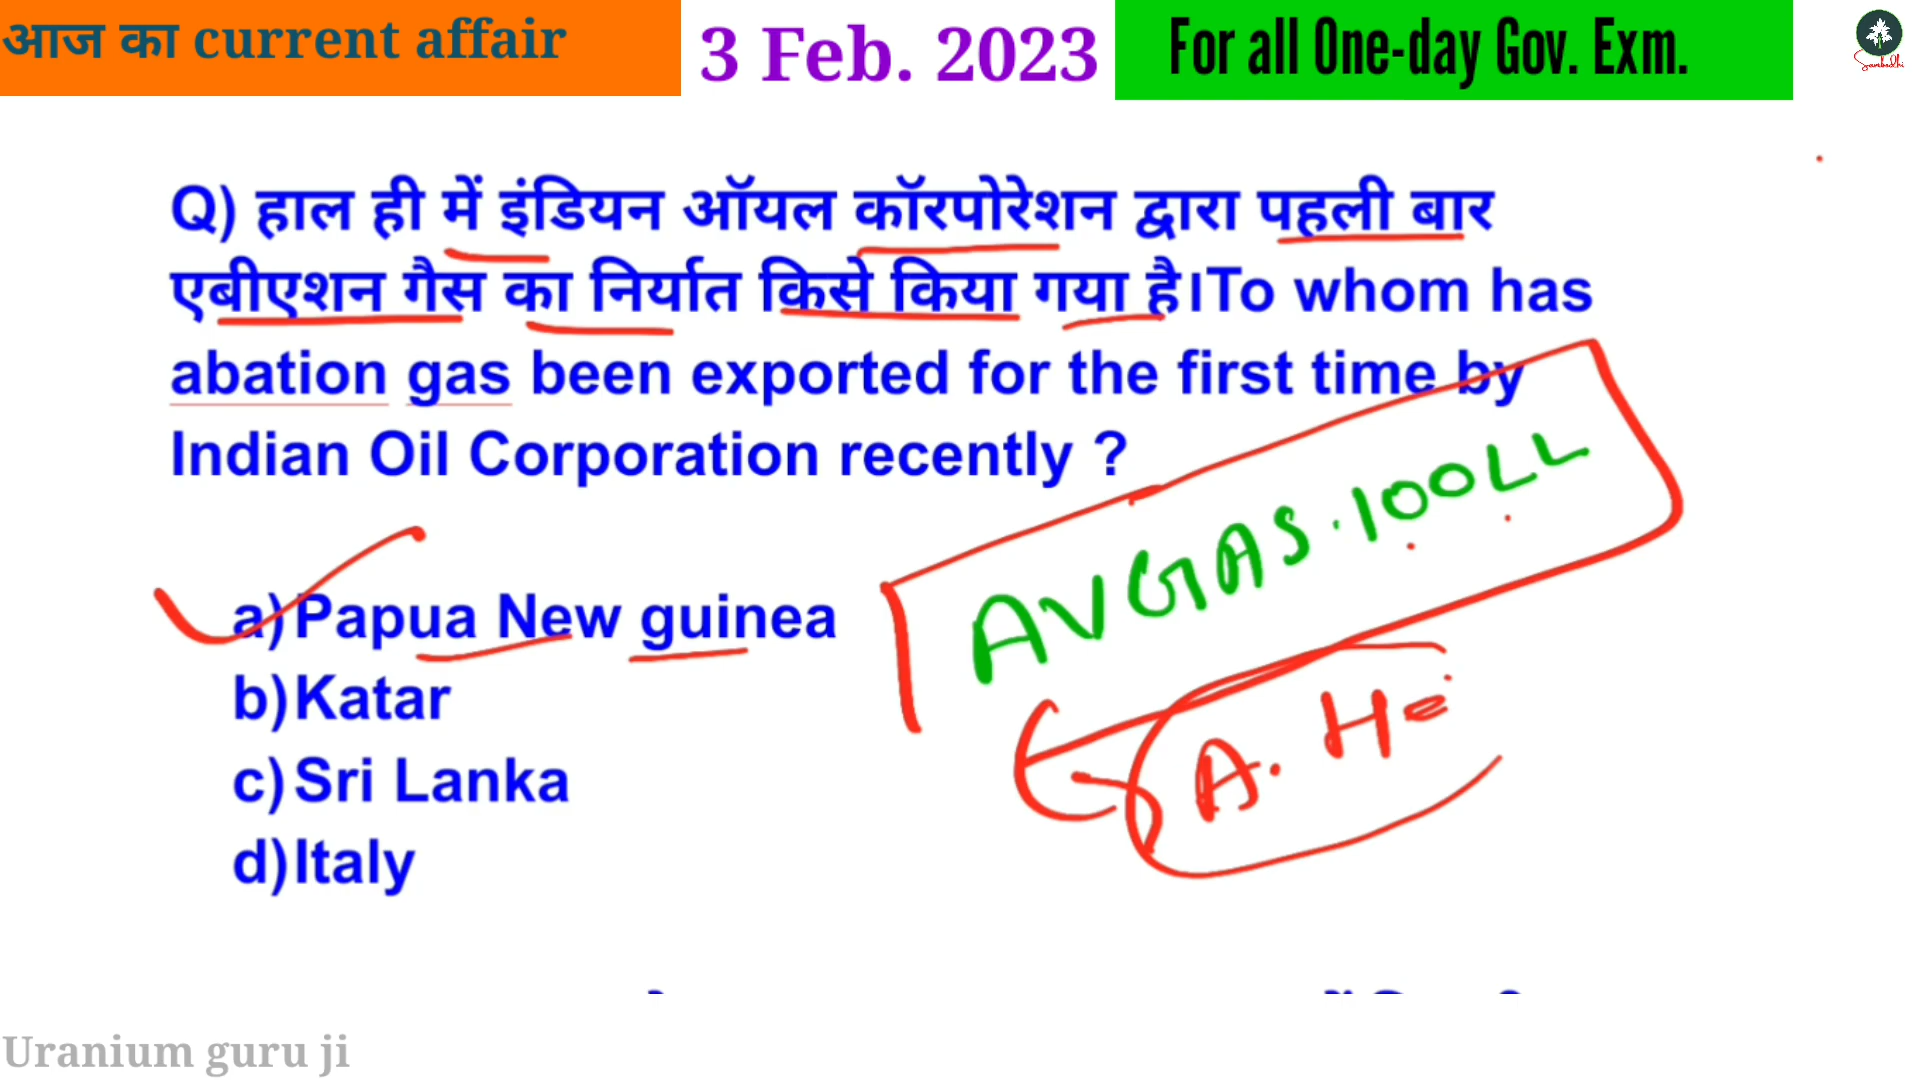 आज का current affair
3 Feb. 2023
For all One-day Gov. Exm.
Sambodhi
Q) हाल ही में इंडियन ऑयल कॉरपोरेशन द्वारा पहली बार
एबीएशन गैस का निर्यात किसे किया गया है।To whom has
abation gas been exported for the first time by
Indian Oil Corporation recently ?
AVGAS.100LL
a)Papua New guinea
b)Katar
A. H
c)Sri Lanka
d)Italy
Uranium guru ji